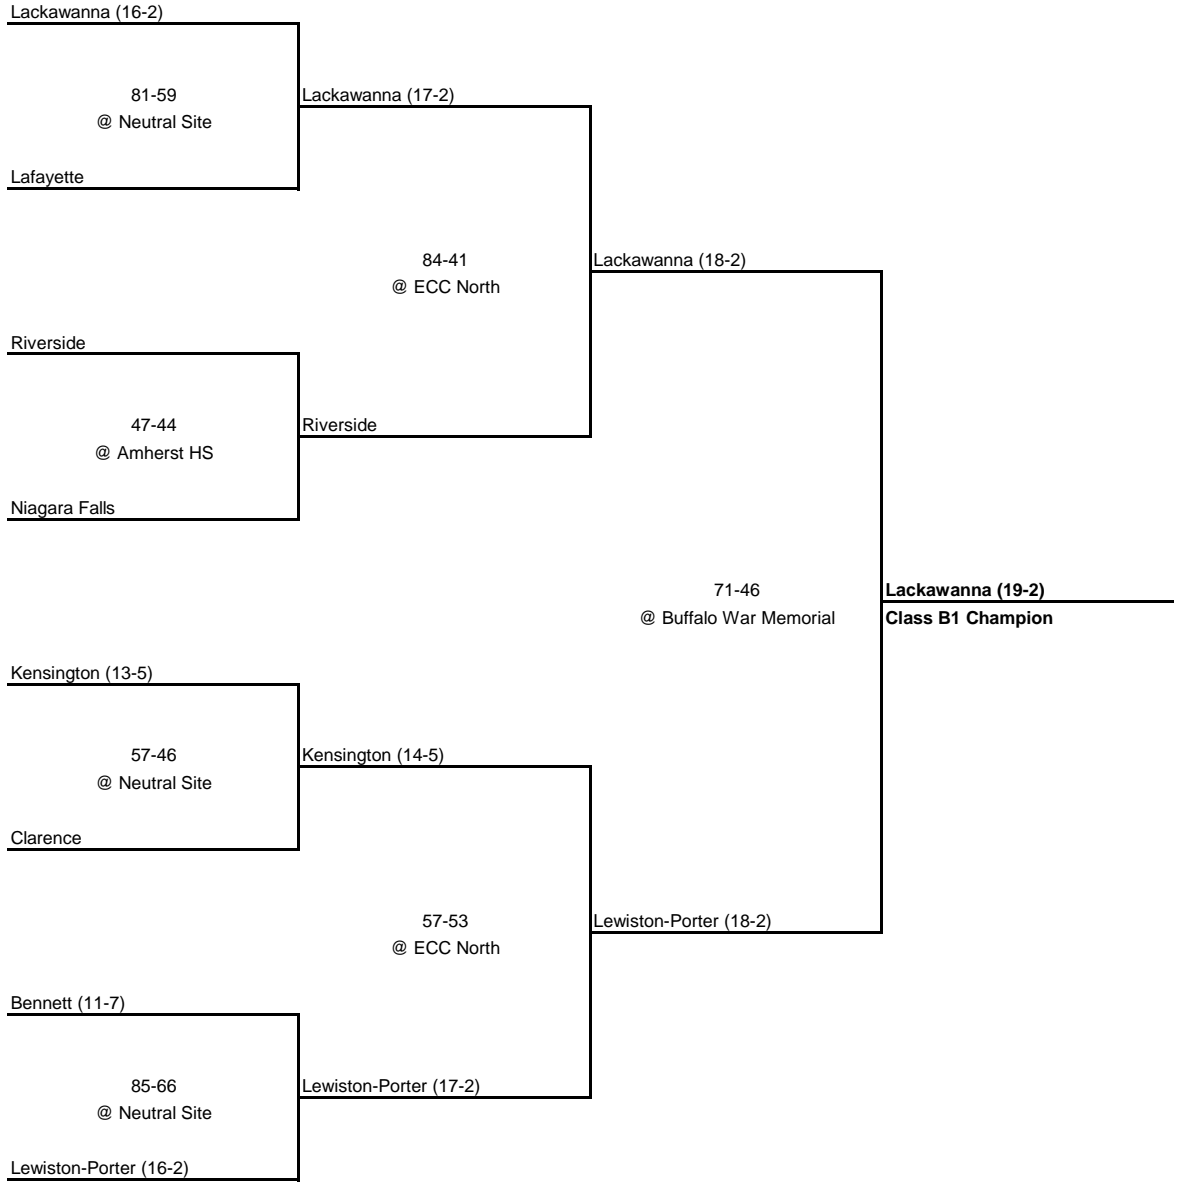 Lackawanna (16-2)
81-59
@ Neutral Site
Lackawanna (17-2)
Lafayette
84-41
@ ECC North
Lackawanna (18-2)
Riverside
47-44
@ Amherst HS
Riverside
Niagara Falls
71-46
@ Buffalo War Memorial
Lackawanna (19-2)
Class B1 Champion
Kensington (13-5)
57-46
@ Neutral Site
Kensington (14-5)
Clarence
57-53
@ ECC North
Lewiston-Porter (18-2)
Bennett (11-7)
85-66
@ Neutral Site
Lewiston-Porter (17-2)
Lewiston-Porter (16-2)